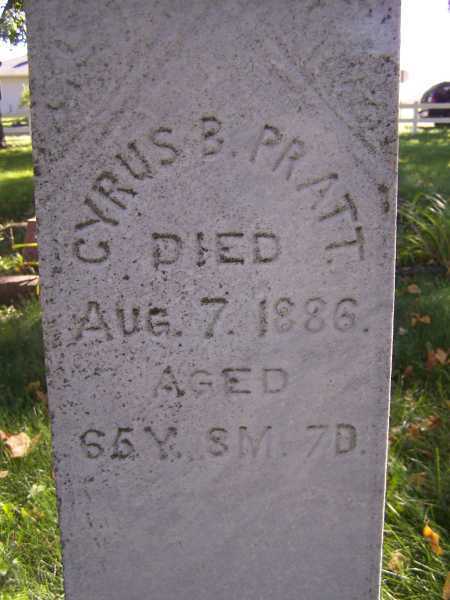 CYRUS B. PRATT.
DIED
AUG. 7. 1886.
AGED
65Y. 8M. 7D.